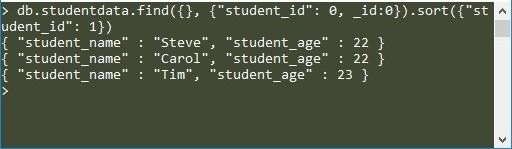 > db.studentdata.find({}, {"student_id": 0, _id:0}).sort({"st
udent_id": 1})
{ "student_name" : "Steve", "student_age" : 22 }
{ "student_name" : "Carol", "student_age" : 22 }
{ "student_name" : "Tim", "student_age" : 23 }
>